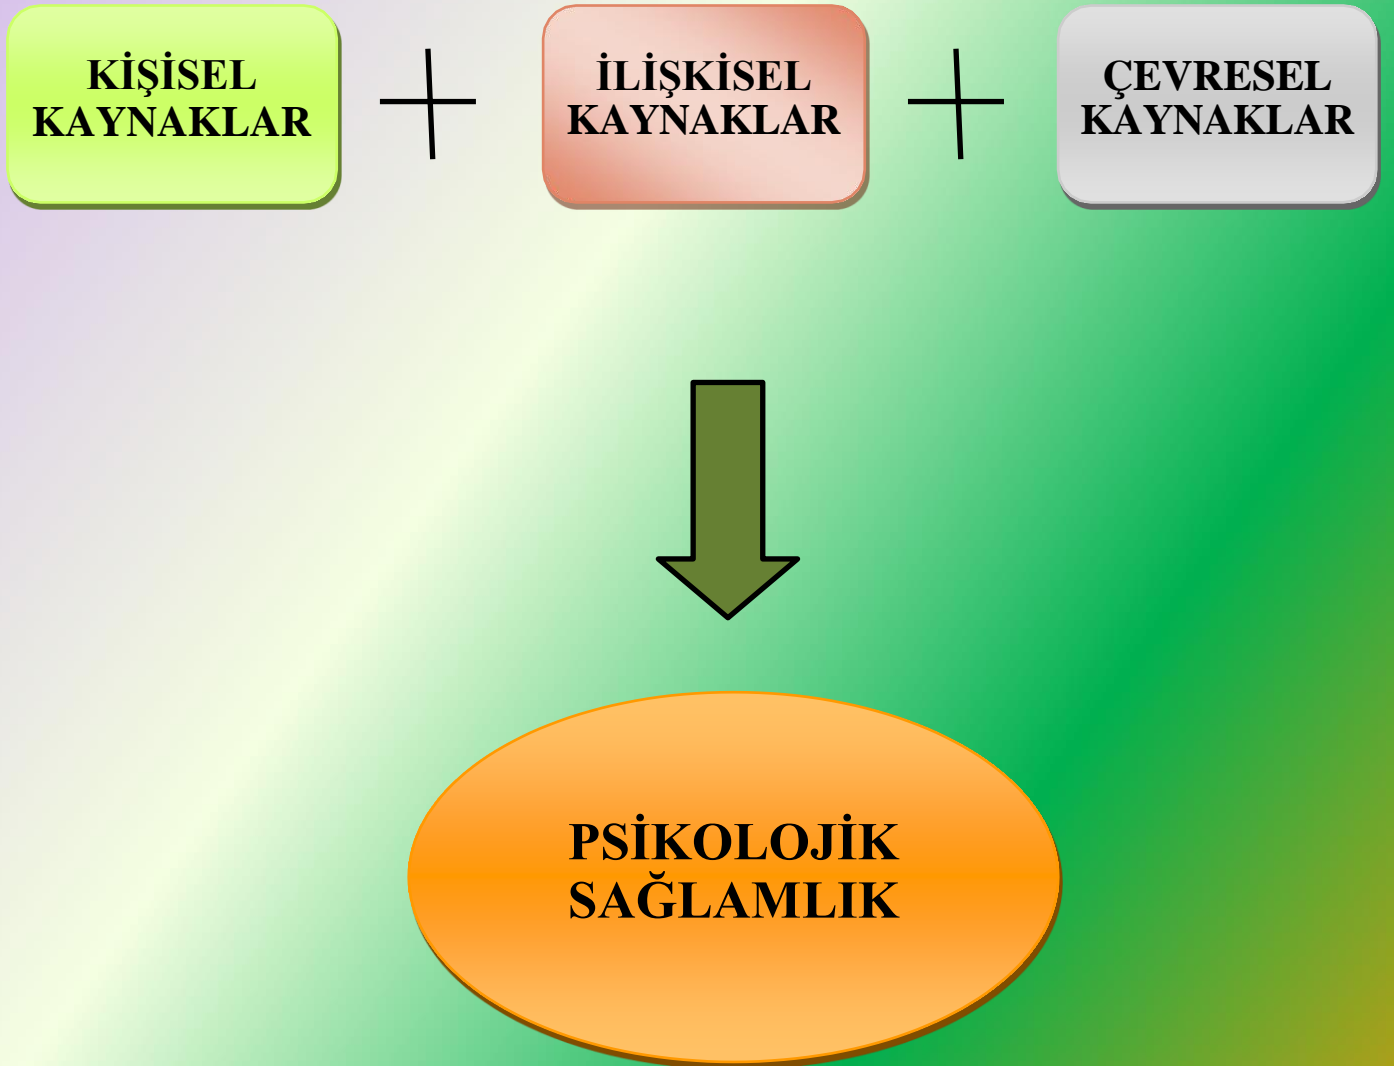 KİŞİSEL
KAYNAKLAR
İLİŞKİSEL
KAYNAKLAR
ÇEVRESEL
KAYNAKLAR
PSİKOLOJİK
SAĞLAMLIK